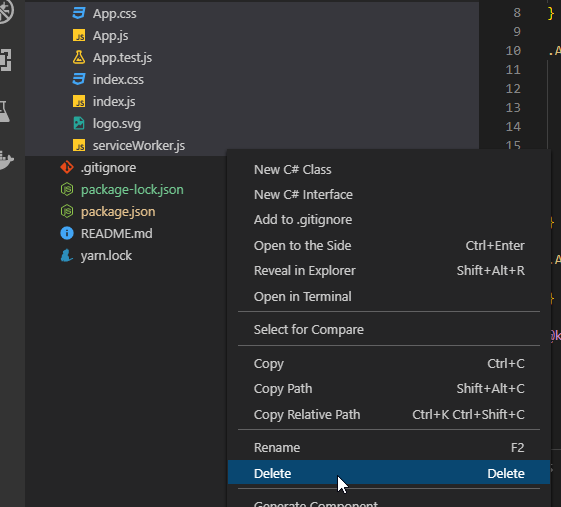 App.css
App.js
App.test.js
index.css
index.js
logo.svg
serviceWorker.js
.gitignore
package-lock.json
package.json
README.md
yarn.lock
New C# Class
New C# Interface
Add to .gitignore
Open to the Side Ctrl+Enter
Reveal in Explorer Shift+Alt+R
Open in Terminal
Select for Compare
Copy Ctrl+C
Copy Path Shift+Alt+C
Copy Relative Path Ctrl+K Ctrl+Shift+C
Rename F2
Delete Delete
Generate Component
8 }
9
10 .A
11
12
13
14
15
}
.A
}
@k